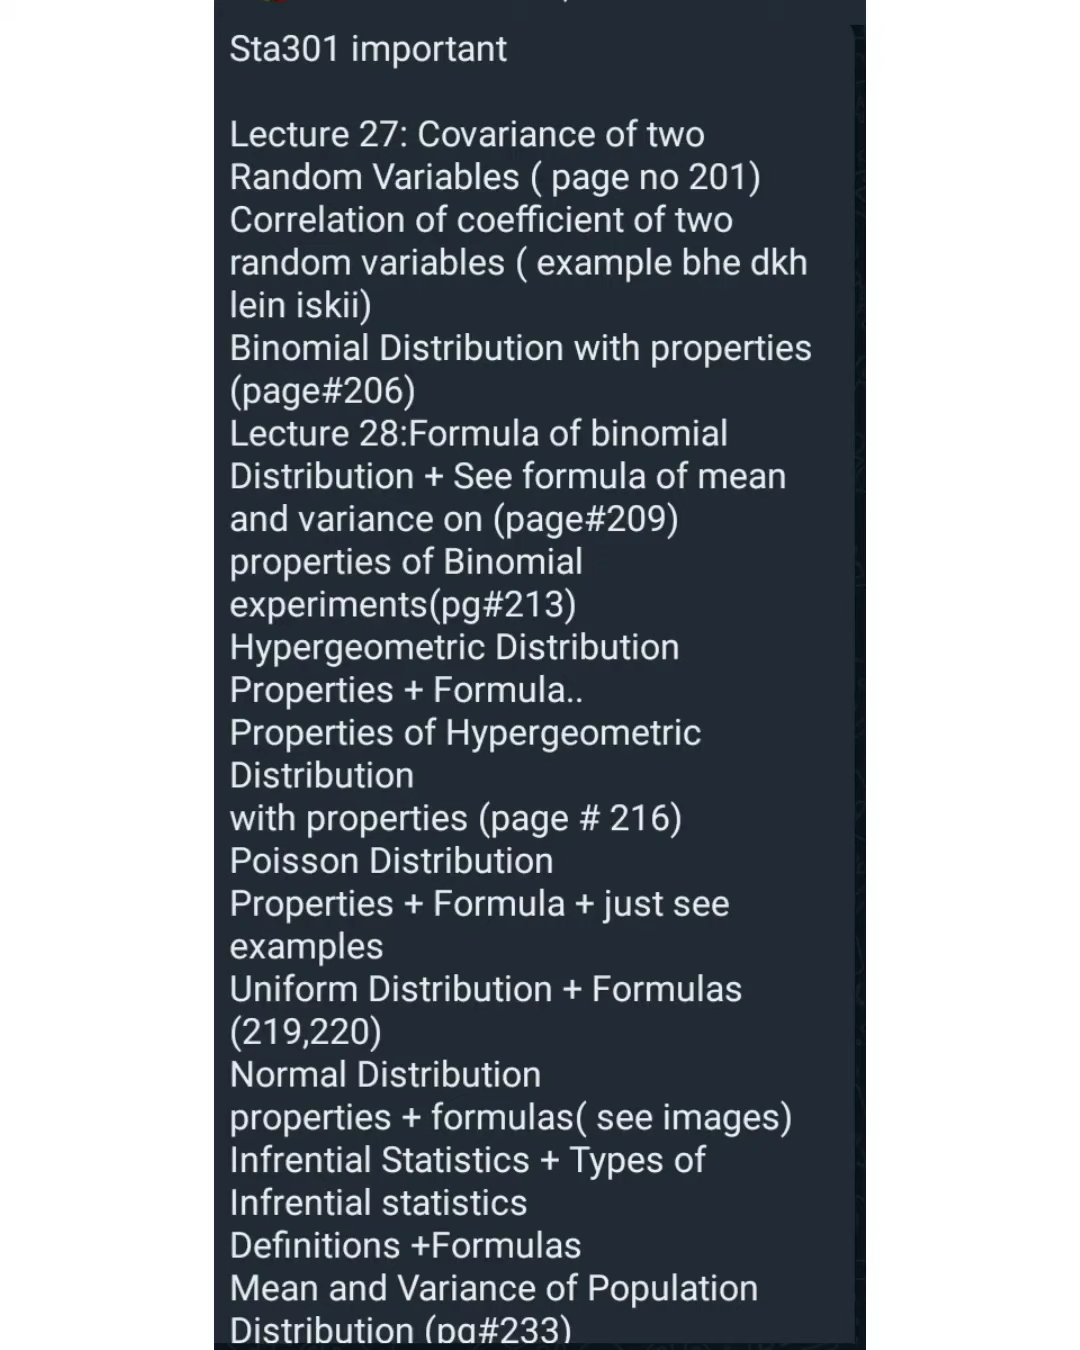 Sta301 important
Lecture 27: Covariance of two
Random Variables ( page no 201)
Correlation of coefficient of two
random variables ( example bhe dkh
lein iskii)
Binomial Distribution with properties
(page#206)
Lecture 28:Formula of binomial
Distribution + See formula of mean
and variance on (page#209)
properties of Binomial
experiments(pg#213)
Hypergeometric Distribution
Properties + Formula..
Properties of Hypergeometric
Distribution
with properties (page # 216)
Poisson Distribution
Properties + Formula + just see
examples
Uniform Distribution + Formulas
(219,220)
Normal Distribution
properties + formulas( see images)
Infrential Statistics + Types of
Infrential statistics
Definitions +Formulas
Mean and Variance of Population
Distribution (pg#233)